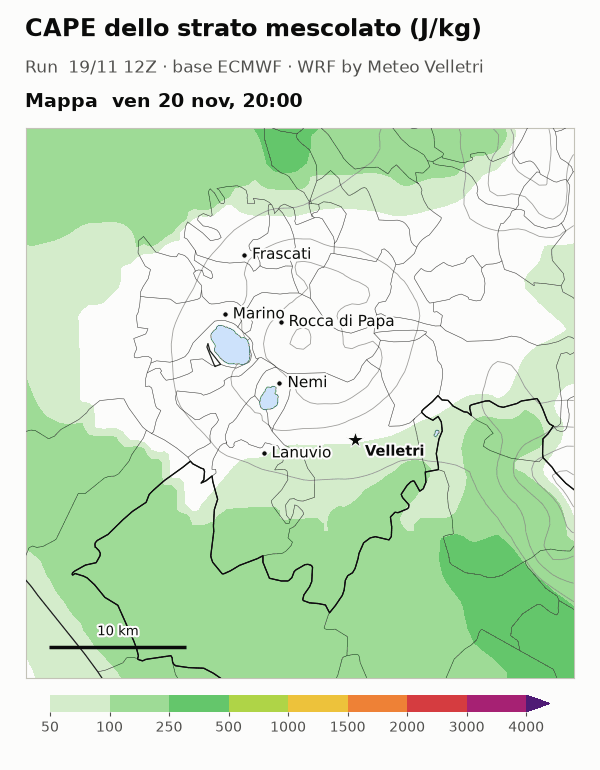 CAPE dello strato mescolato (J/kg)
Run  19/11 12Z · base ECMWF · WRF by Meteo Velletri
Mappa  ven 20 nov, 20:00
Frascati
Marino
Rocca di Papa
Nemi
Lanuvio
Velletri
10 km
50 100 250 500 1000 1500 2000 3000 4000